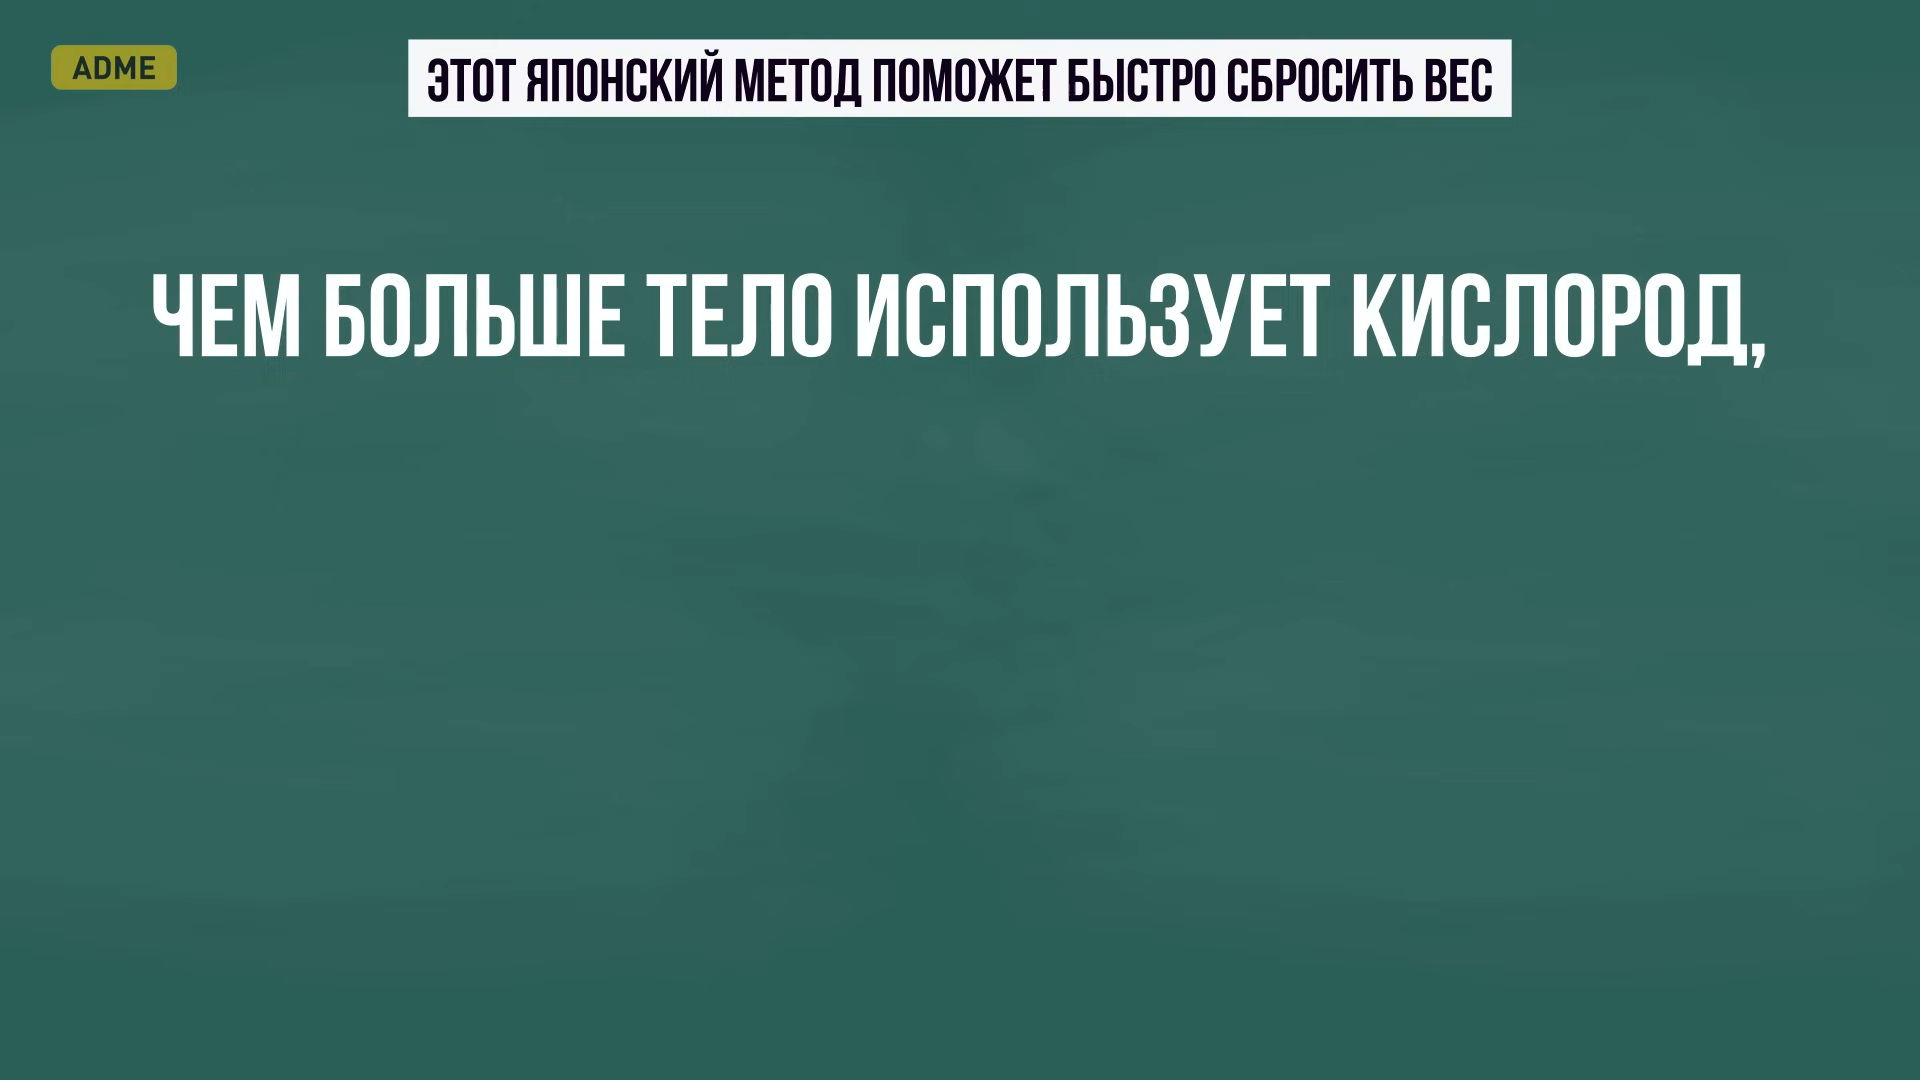 ADME
ЭТОТ ЯПОНСКИЙ МЕТОД ПОМОЖЕТ БЫСТРО СБРОСИТЬ ВЕС
ЧЕМ БОЛЬШЕ ТЕЛО ИСПОЛЬЗУЕТ КИСЛОРОД,